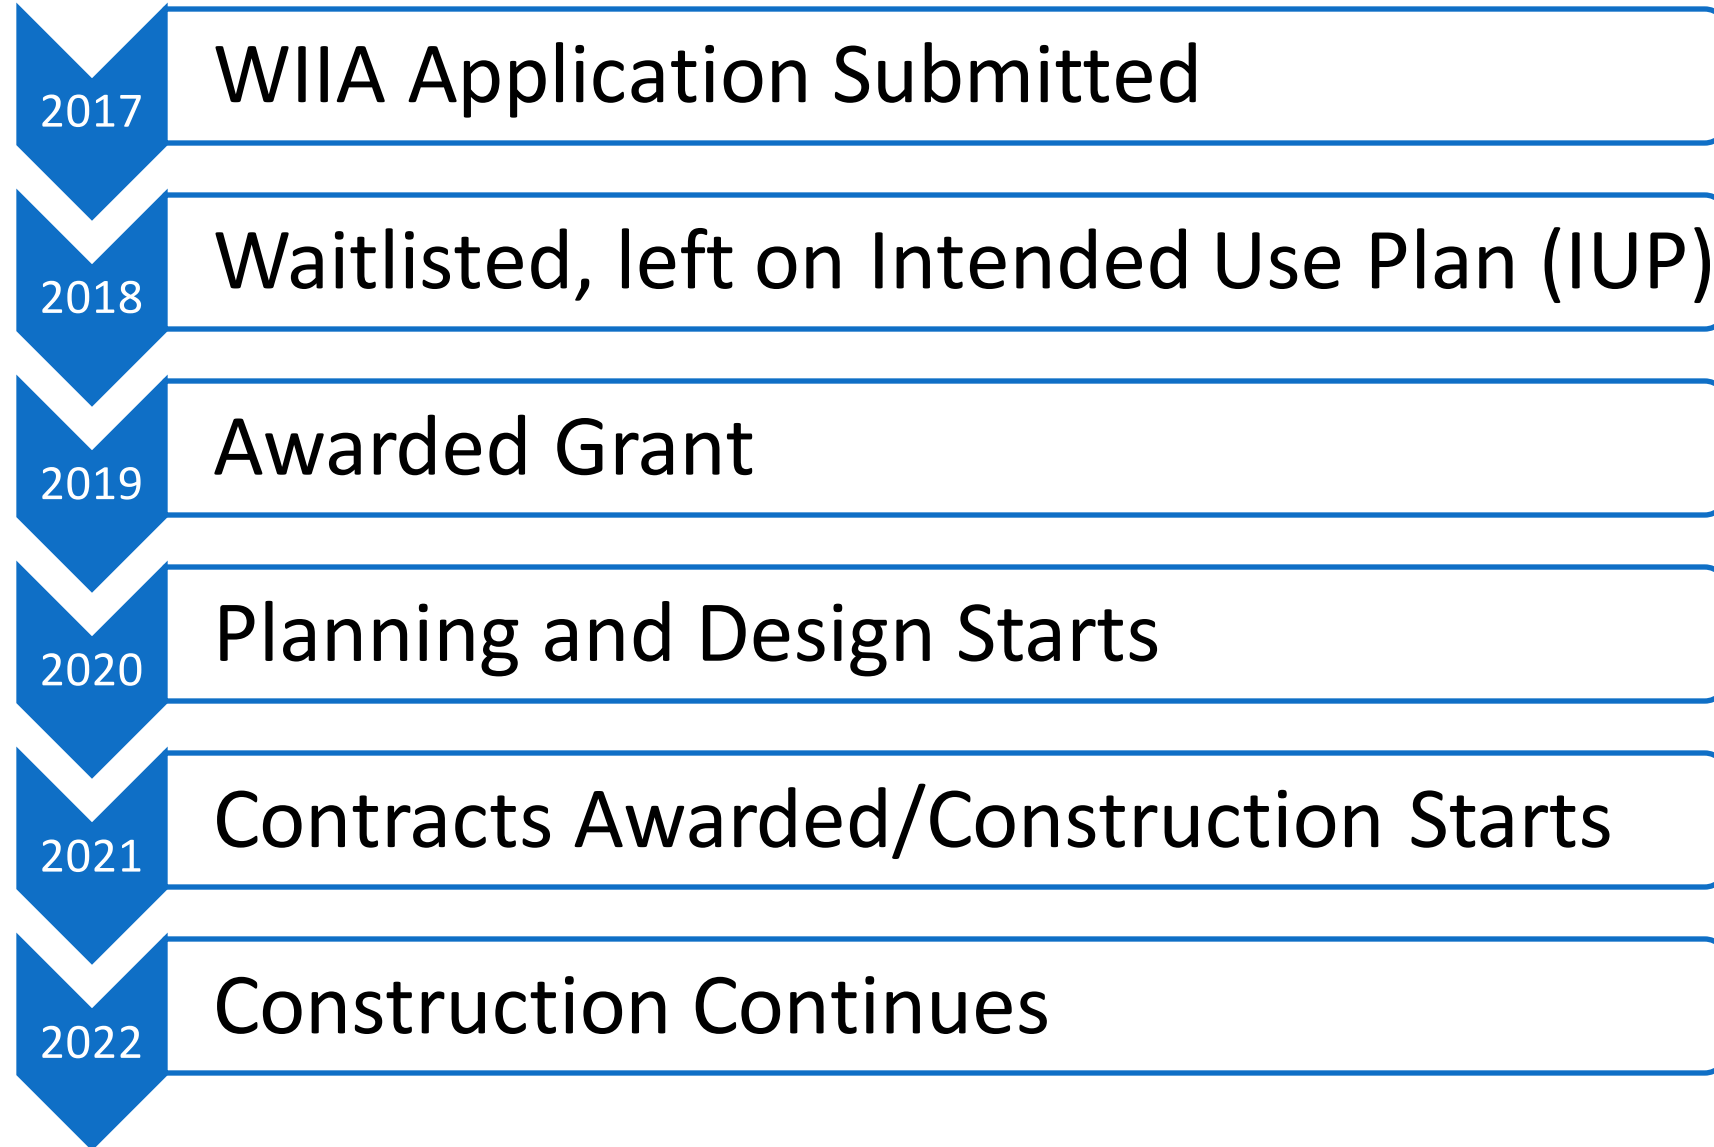 2017
WIIA Application Submitted
2018
Waitlisted, left on Intended Use Plan (IUP)
2019
Awarded Grant
2020
Planning and Design Starts
2021
Contracts Awarded/Construction Starts
2022
Construction Continues